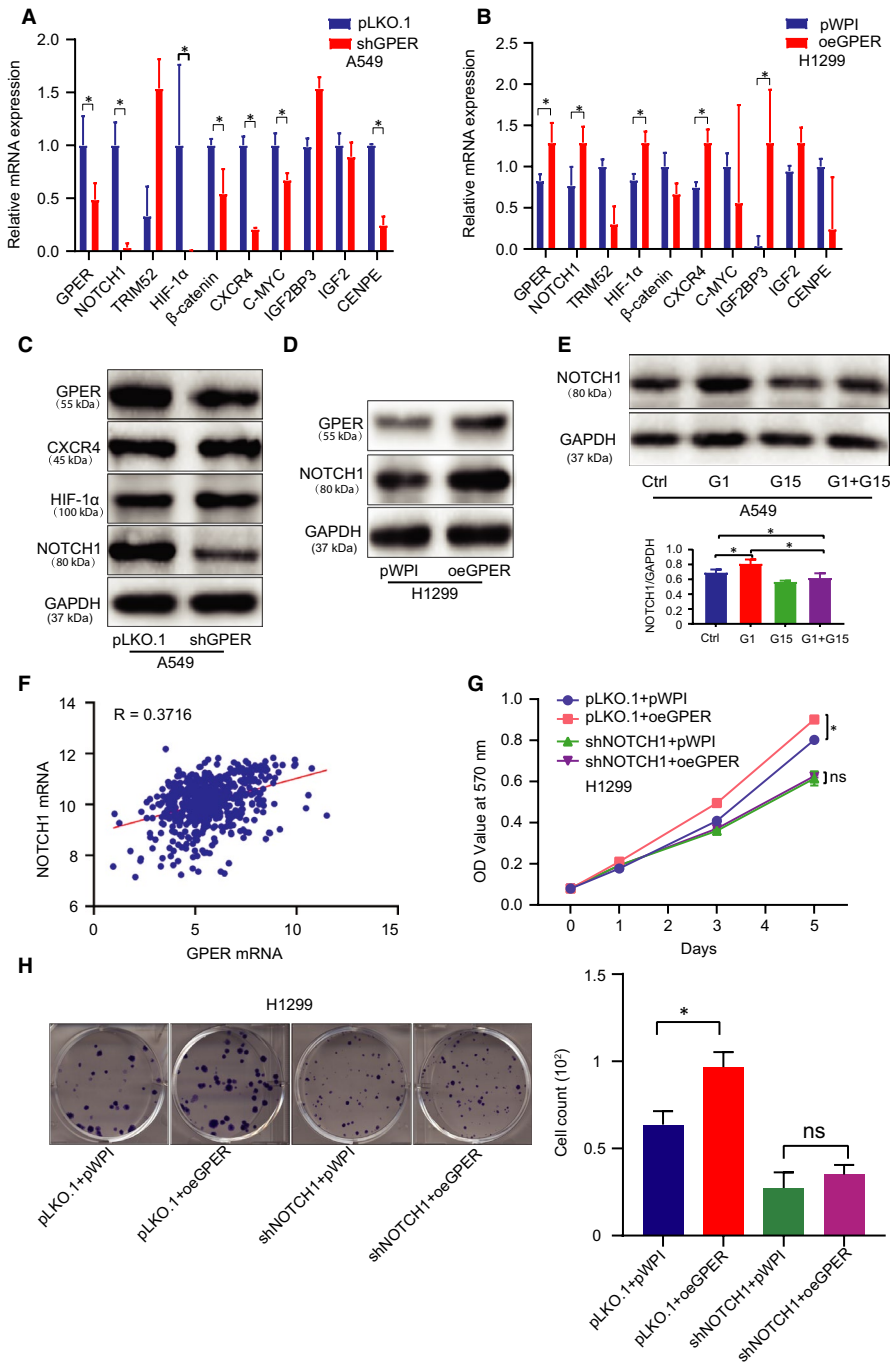 A
pLKO.1
shGPER
A549
Relative mRNA expression
2.0
1.5
1.0
0.5
0.0
* * * * * * *
GPER
NOTCH1
TRIM52
HIF-1α
β-catenin
CXCR4
C-MYC
IGF2BP3
IGF2
CENPE
B
pWPI
oeGPER
H1299
Relative mRNA expression
2.5
2.0
1.5
1.0
0.5
0.0
* * * * *
GPER
NOTCH1
TRIM52
HIF-1α
β-catenin
CXCR4
C-MYC
IGF2BP3
IGF2
CENPE
C
GPER
(55 kDa)
CXCR4
(45 kDa)
HIF-1α
(100 kDa)
NOTCH1
(80 kDa)
GAPDH
(37 kDa)
pLKO.1 shGPER
A549
D
GPER
(55 kDa)
NOTCH1
(80 kDa)
GAPDH
(37 kDa)
pWPI oeGPER
H1299
E
NOTCH1
(80 kDa)
GAPDH
(37 kDa)
Ctrl G1 G15 G1+G15
A549
NOTCH1/GAPDH
1.0
0.8
0.6
0.4
0.2
0
* * *
Ctrl G1 G15 G1+G15
F
R = 0.3716
NOTCH1 mRNA
14
12
10
8
6
0 5 10 15
GPER mRNA
G
pLKO.1+pWPI
pLKO.1+oeGPER
shNOTCH1+pWPI
shNOTCH1+oeGPER
H1299
OD Value at 570 nm
1.0
0.8
0.6
0.4
0.2
0.0
*
ns
0 1 2 3 4 5
Days
H
H1299
pLKO.1+pWPI
pLKO.1+oeGPER
shNOTCH1+pWPI
shNOTCH1+oeGPER
Cell count (10²)
1.5
1
0.5
0
*
ns
pLKO.1+pWPI
pLKO.1+oeGPER
shNOTCH1+pWPI
shNOTCH1+oeGPER